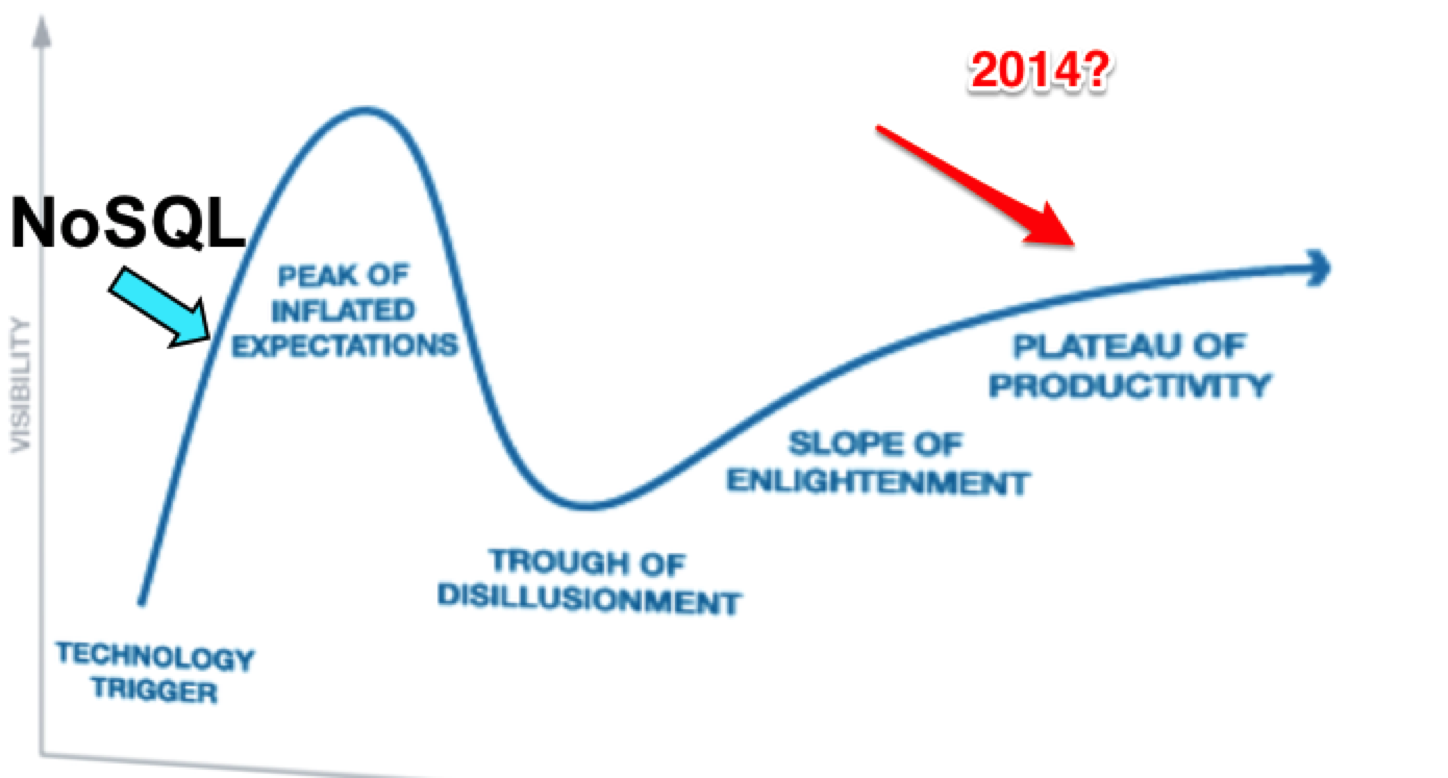 2014?
NoSQL
PEAK OF
INFLATED
EXPECTATIONS
VISIBILITY
PLATEAU OF
PRODUCTIVITY
SLOPE OF
ENLIGHTENMENT
TROUGH OF
DISILLUSIONMENT
TECHNOLOGY
TRIGGER